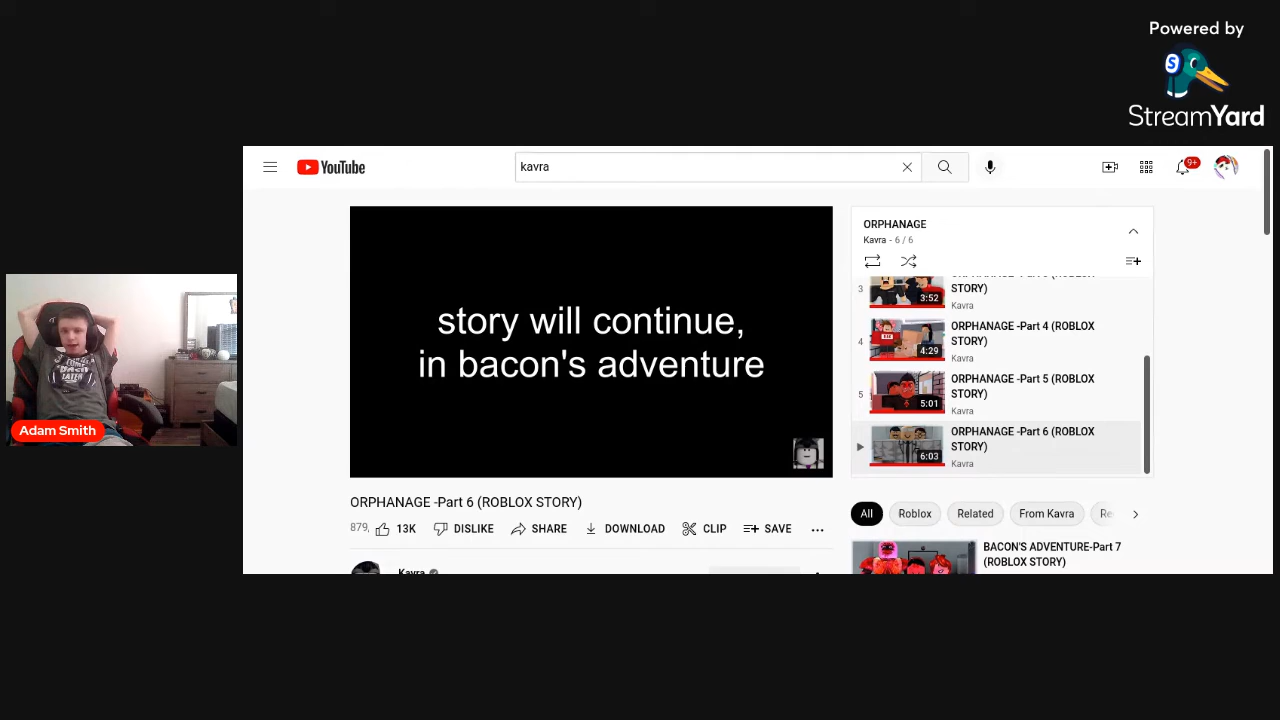 Powered by
StreamYard
YouTube
kavra
9+
story will continue,
in bacon's adventure
ORPHANAGE
Kavra - 6 / 6
3
3:52
STORY)
Kavra
4
4:29
ORPHANAGE -Part 4 (ROBLOX
STORY)
Kavra
5
5:01
ORPHANAGE -Part 5 (ROBLOX
STORY)
Kavra
6:03
ORPHANAGE -Part 6 (ROBLOX
STORY)
Kavra
Adam Smith
ORPHANAGE -Part 6 (ROBLOX STORY)
879,
13K
DISLIKE
SHARE
DOWNLOAD
CLIP
SAVE
All
Roblox
Related
From Kavra
Re
BACON'S ADVENTURE-Part 7
(ROBLOX STORY)
Kavra